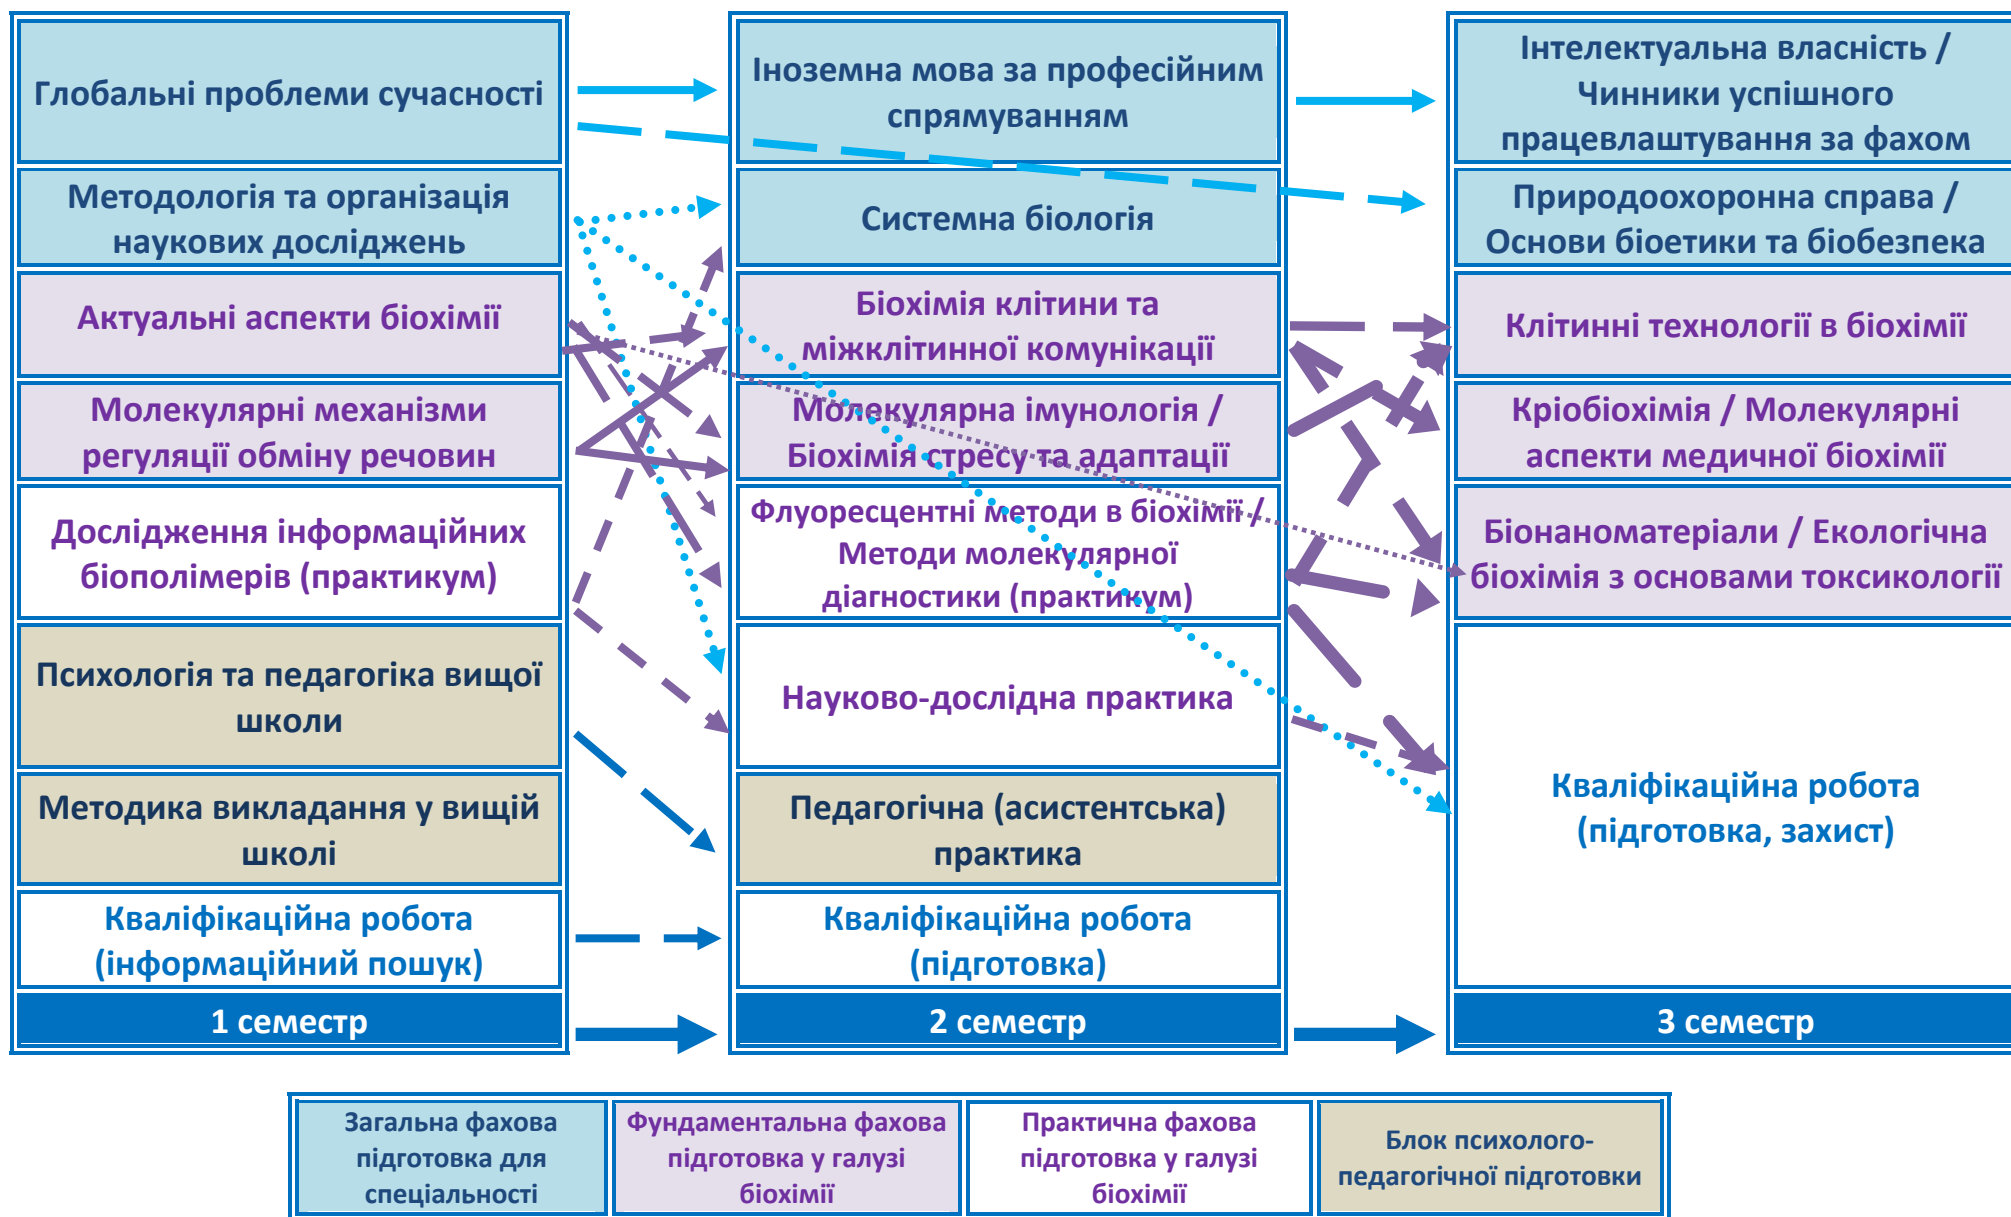 Глобальні проблеми сучасності
Методологія та організація
наукових досліджень
Актуальні аспекти біохімії
Молекулярні механізми
регуляції обміну речовин
Дослідження інформаційних
біополімерів (практикум)
Психологія та педагогіка вищої
школи
Методика викладання у вищій
школі
Кваліфікаційна робота
(інформаційний пошук)
1 семестр
Іноземна мова за професійним
спрямуванням
Системна біологія
Біохімія клітини та
міжклітинної комунікації
Молекулярна імунологія /
Біохімія стресу та адаптації
Флуоресцентні методи в біохімії /
Методи молекулярної
діагностики (практикум)
Науково-дослідна практика
Педагогічна (асистентська)
практика
Кваліфікаційна робота
(підготовка)
2 семестр
Інтелектуальна власність /
Чинники успішного
працевлаштування за фахом
Природоохоронна справа /
Основи біоетики та біобезпека
Клітинні технології в біохімії
Кріобіохімія / Молекулярні
аспекти медичної біохімії
Біонаноматеріали / Екологічна
біохімія з основами токсикології
Кваліфікаційна робота
(підготовка, захист)
3 семестр
Загальна фахова
підготовка для
спеціальності
Фундаментальна фахова
підготовка у галузі
біохімії
Практична фахова
підготовка у галузі
біохімії
Блок психолого-
педагогічної підготовки